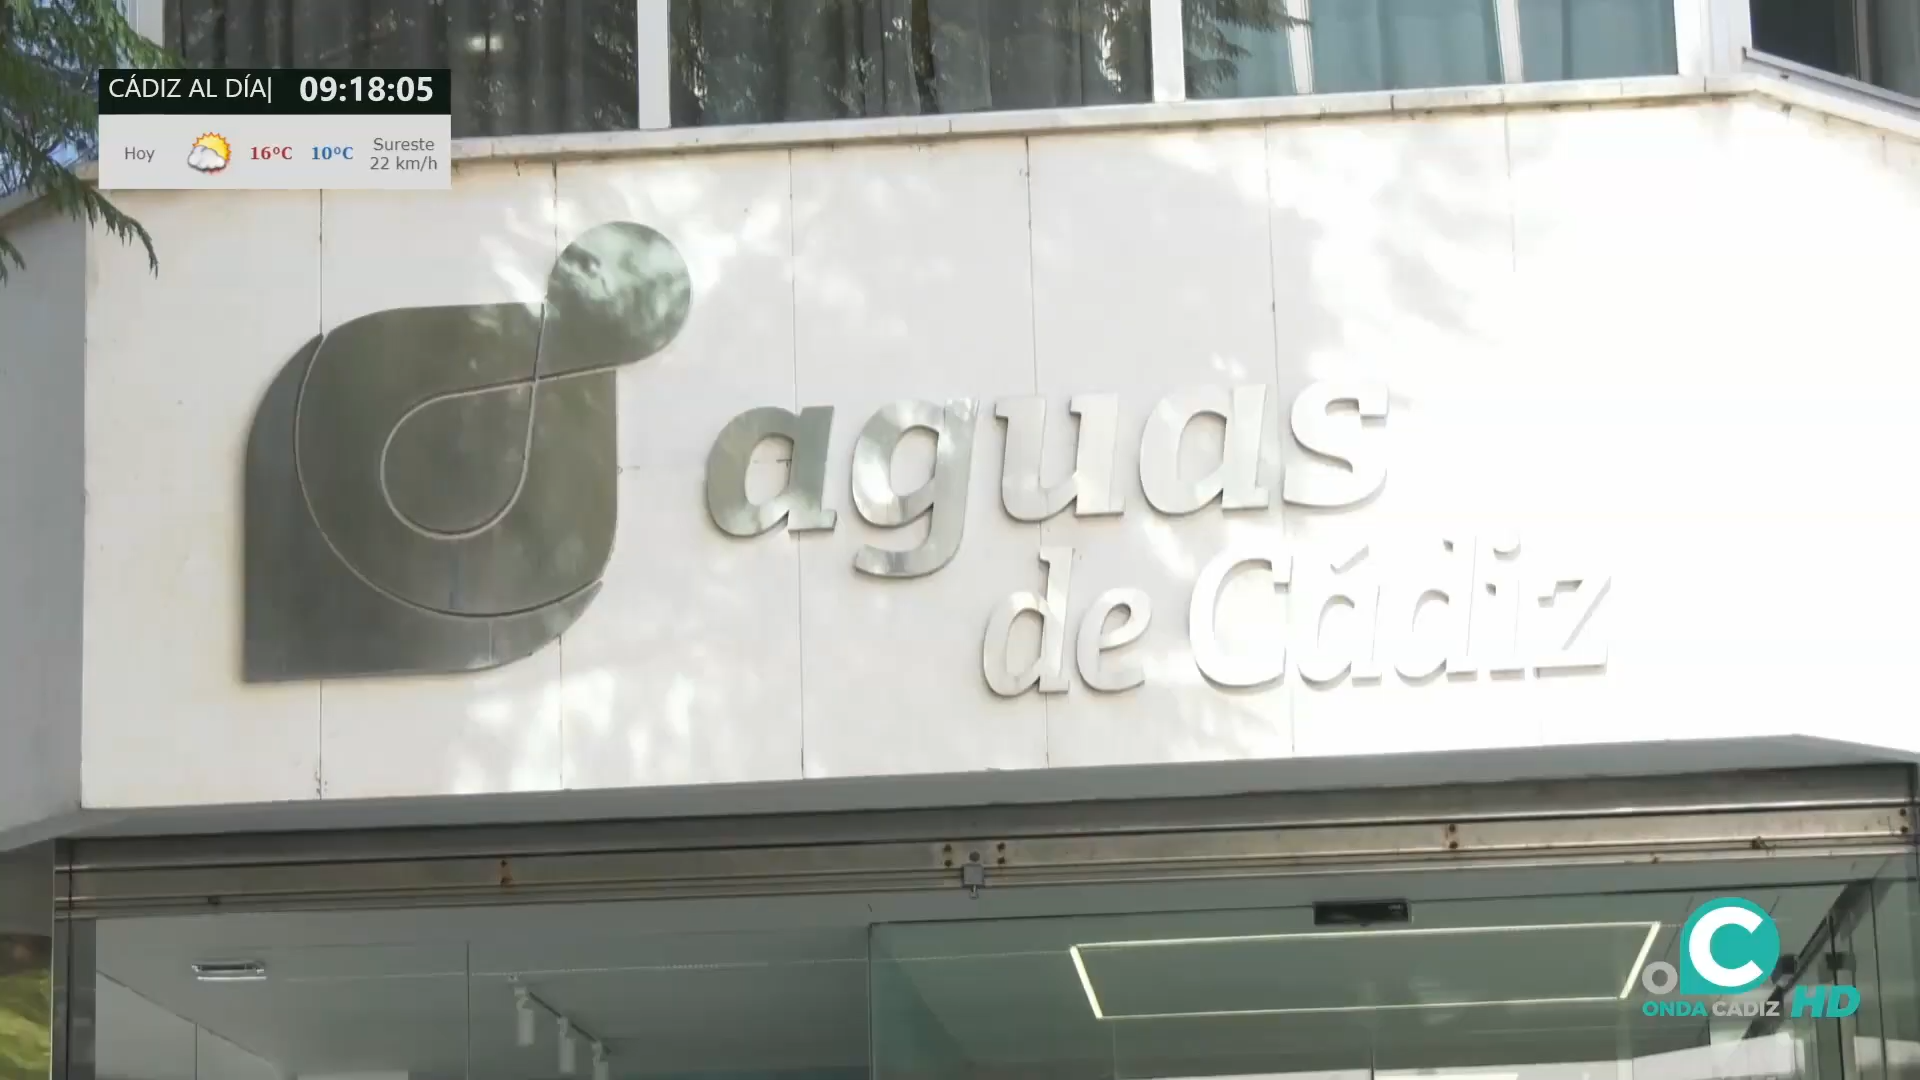 CÁDIZ AL DÍA| 09:18:05
Hoy 16ºC 10ºC Sureste 22 km/h
aguas
de Cádiz
C
ONDA CADIZ HD